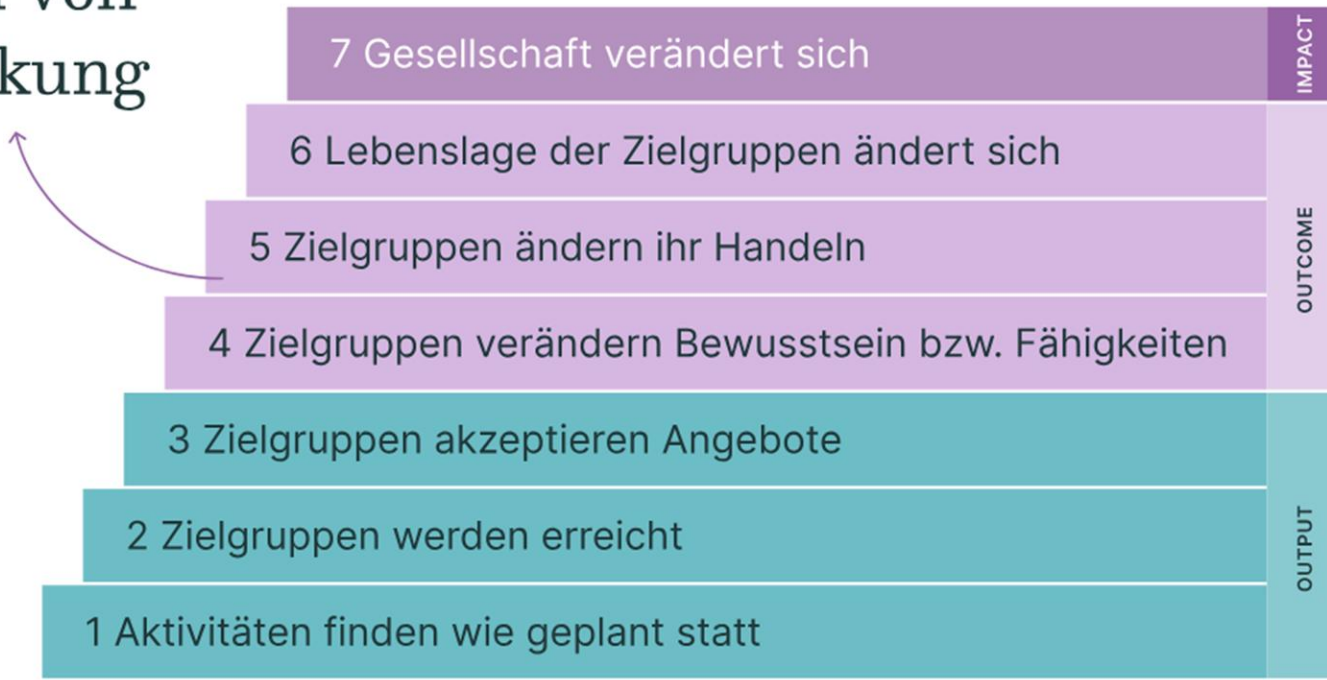 von
7 Gesellschaft verändert sich
IMPACT
6 Lebenslage der Zielgruppen ändert sich
5 Zielgruppen ändern ihr Handeln
OUTCOME
4 Zielgruppen verändern Bewusstsein bzw. Fähigkeiten
3 Zielgruppen akzeptieren Angebote
2 Zielgruppen werden erreicht
OUTPUT
1 Aktivitäten finden wie geplant statt